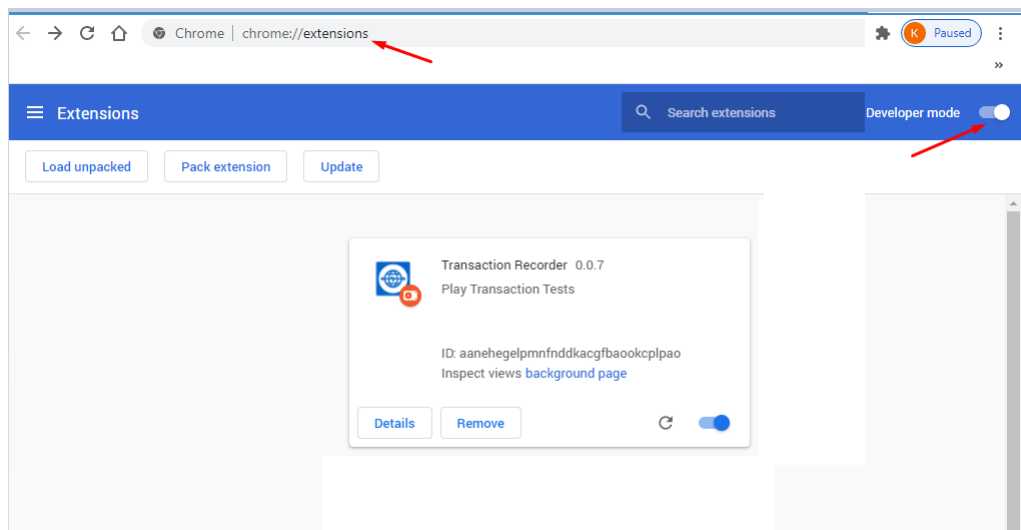 Chrome | chrome://extensions
K Paused
»
Extensions
Search extensions
Developer mode
Load unpacked
Pack extension
Update
Transaction Recorder 0.0.7
Play Transaction Tests
ID: aanehegelpmnfnddkacgfbaookcplpao
Inspect views background page
Details
Remove